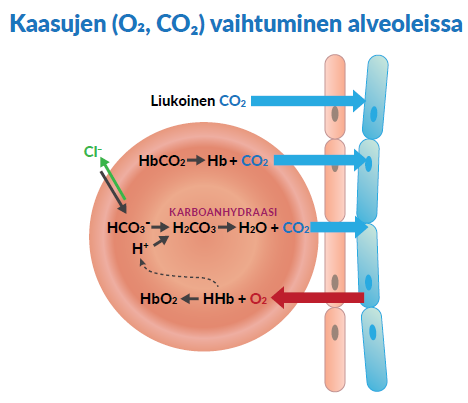 Kaasujen (O₂, CO₂) vaihtuminen alveoleissa
Liukoinen CO₂
Cl⁻
HbCO₂ → Hb + CO₂
KARBOANHYDRAASI
HCO₃⁻ → H₂CO₃ → H₂O + CO₂
H⁺
HbO₂ ← HHb + O₂